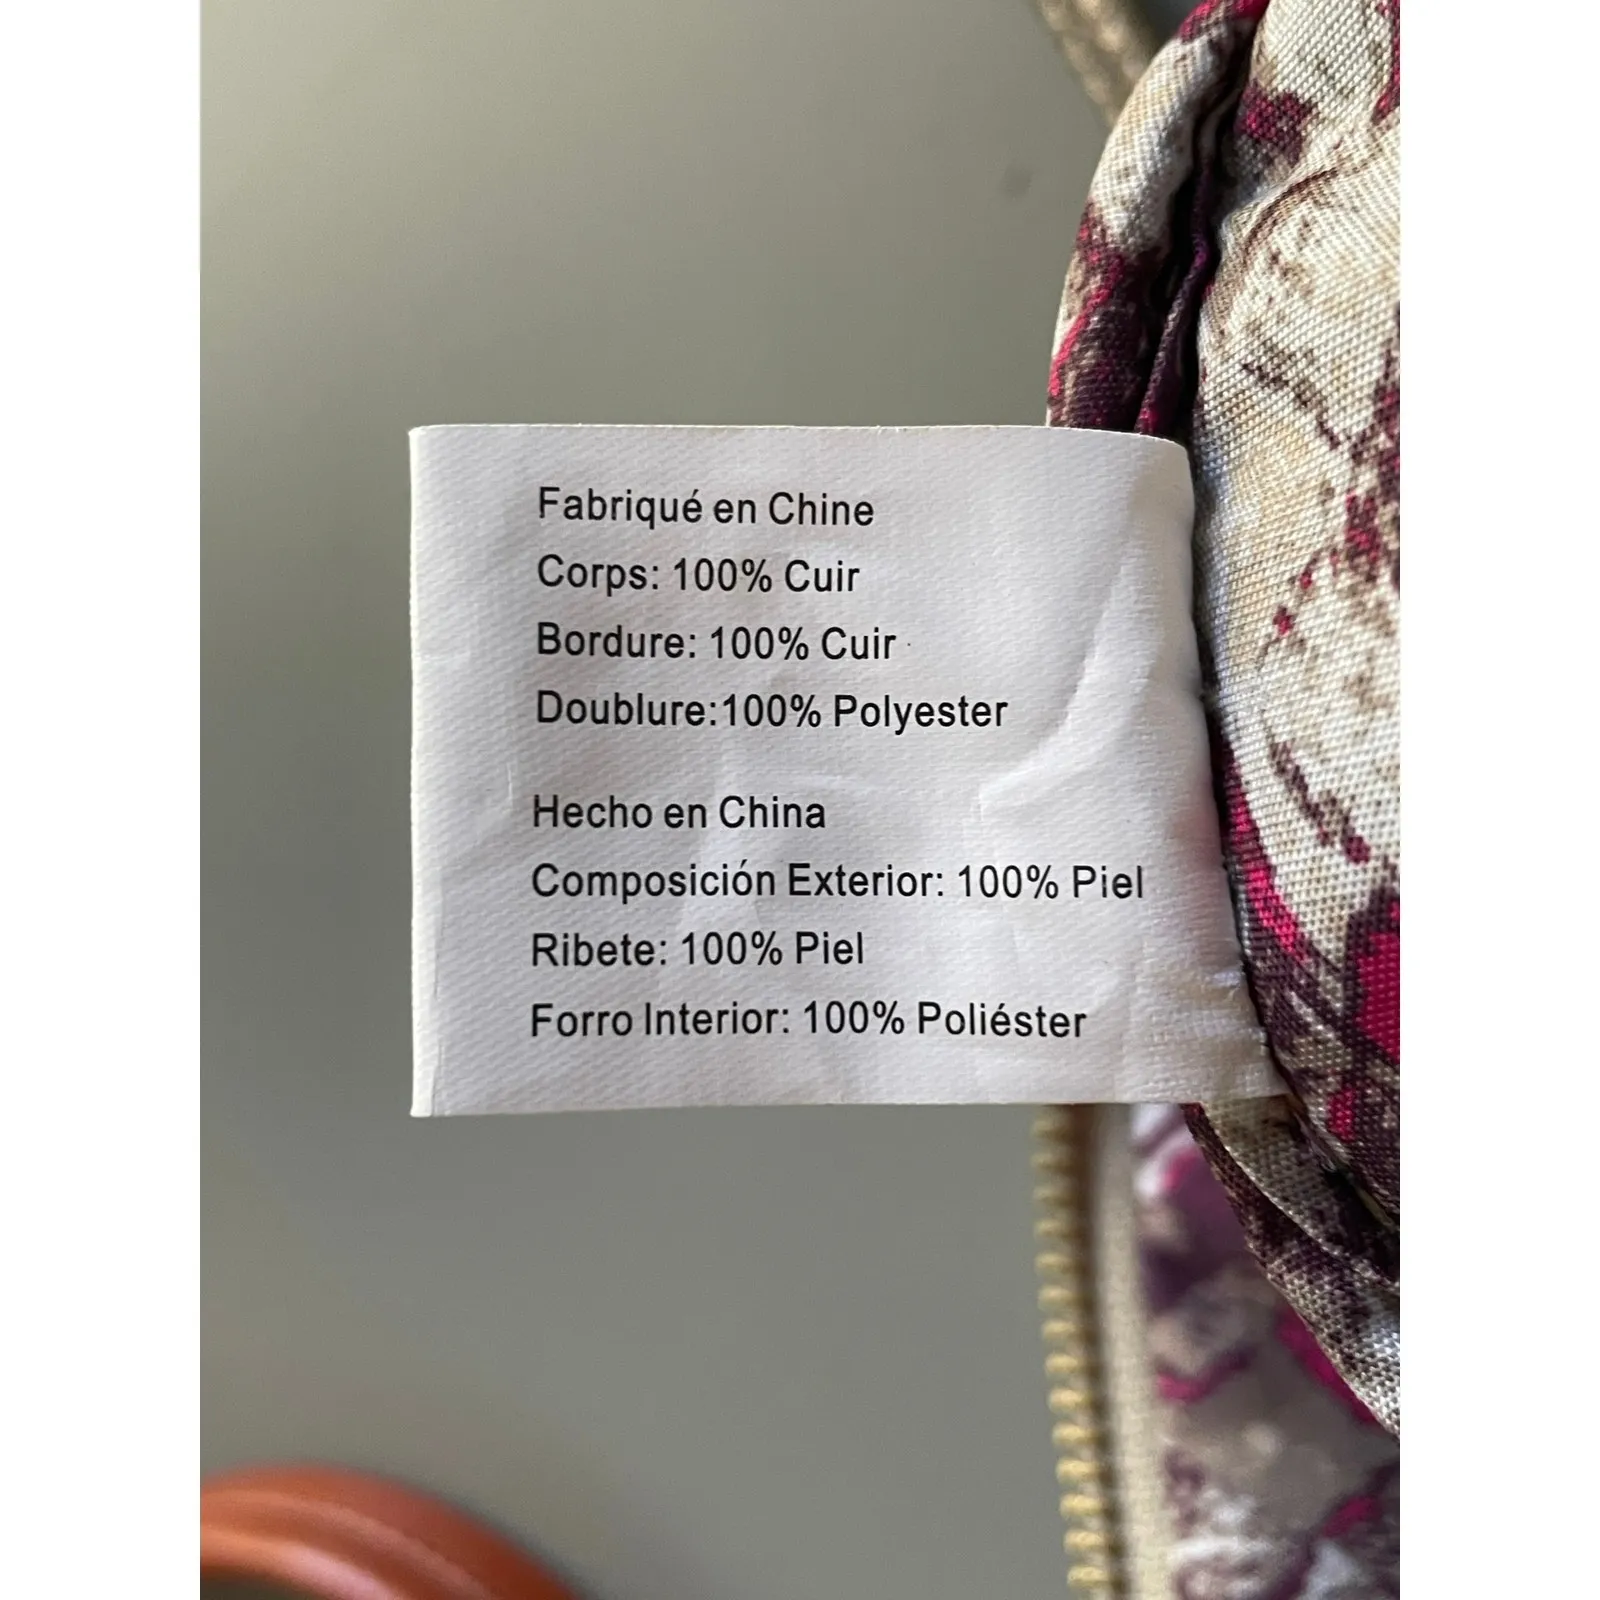 Fabriqué en Chine
Corps: 100% Cuir
Bordure: 100% Cuir
Doublure:100% Polyester
Hecho en China
Composición Exterior: 100% Piel
Ribete: 100% Piel
Forro Interior: 100% Poliéster